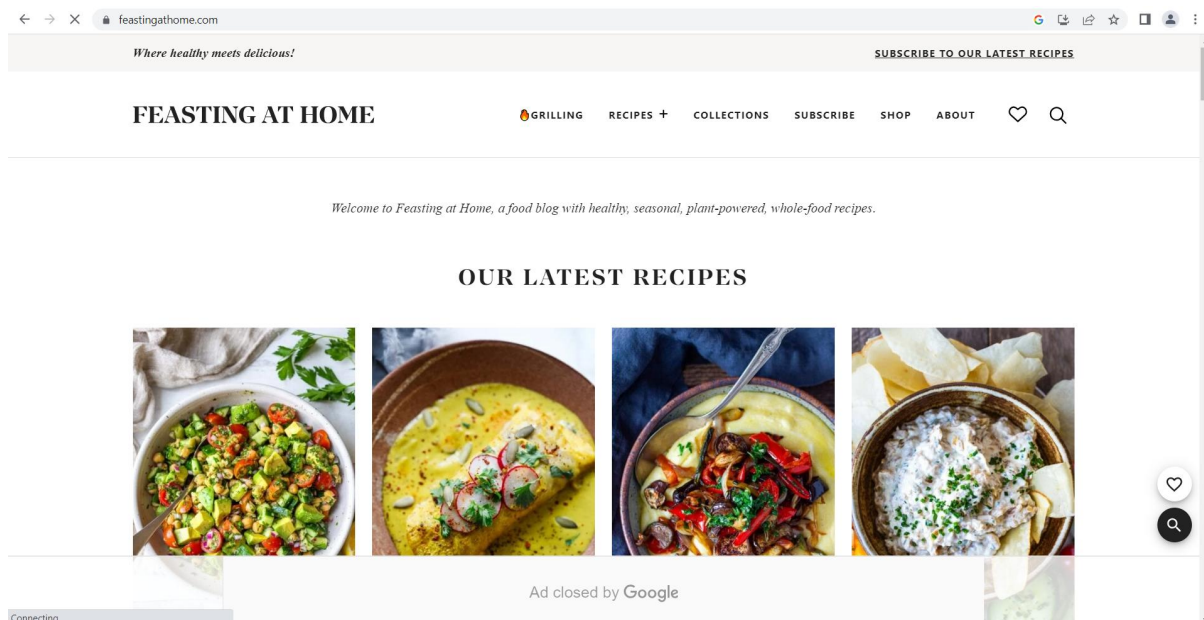 feastingathome.com
Where healthy meets delicious!
SUBSCRIBE TO OUR LATEST RECIPES
FEASTING AT HOME
GRILLING RECIPES + COLLECTIONS SUBSCRIBE SHOP ABOUT
Welcome to Feasting at Home, a food blog with healthy, seasonal, plant-powered, whole-food recipes.
OUR LATEST RECIPES
Ad closed by Google
Connecting